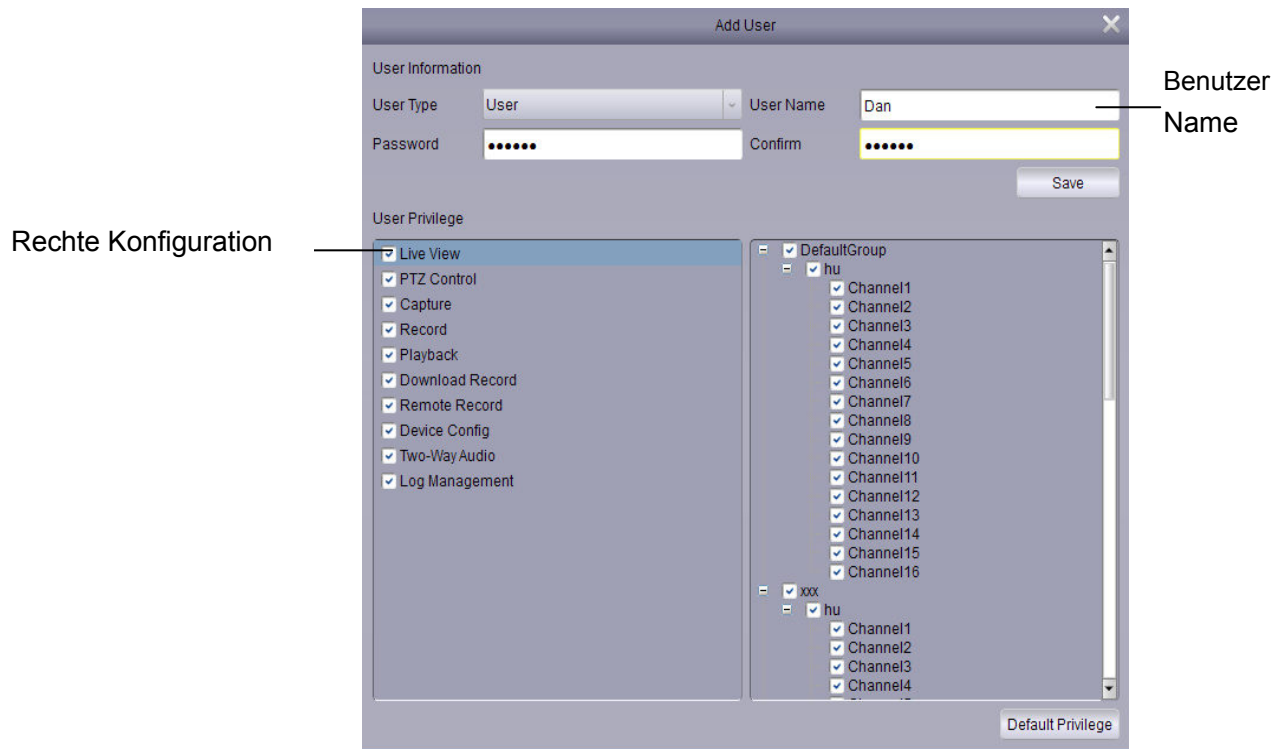 Add User
User Information
User Type User User Name Dan
Benutzer
Name
Password •••••• Confirm ••••••
Save
User Privilege
Rechte Konfiguration
Live View
PTZ Control
Capture
Record
Playback
Download Record
Remote Record
Device Config
Two-Way Audio
Log Management
DefaultGroup
hu
Channel1
Channel2
Channel3
Channel4
Channel5
Channel6
Channel7
Channel8
Channel9
Channel10
Channel11
Channel12
Channel13
Channel14
Channel15
Channel16
xxx
hu
Channel1
Channel2
Channel3
Channel4
Default Privilege